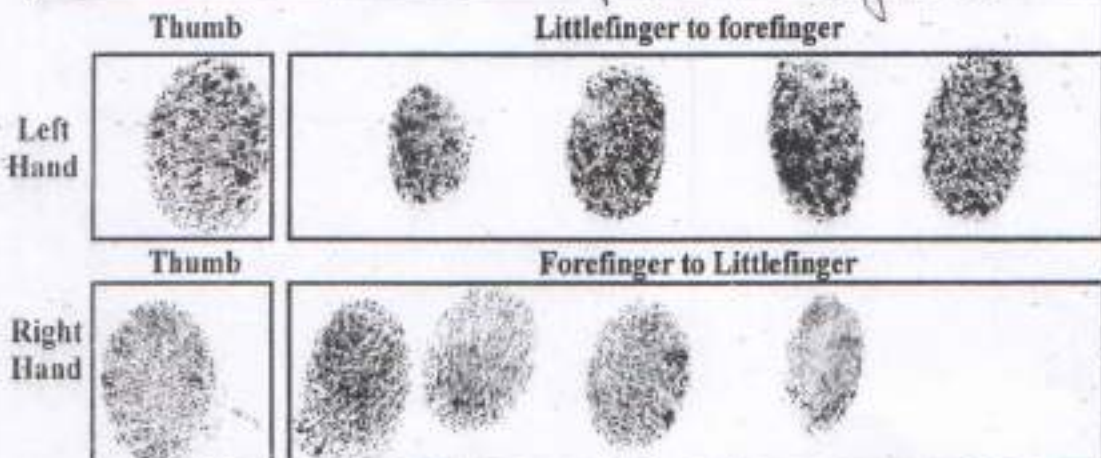 Thumb Littlefinger to forefinger
Left
Hand
Thumb Forefinger to Littlefinger
Right
Hand